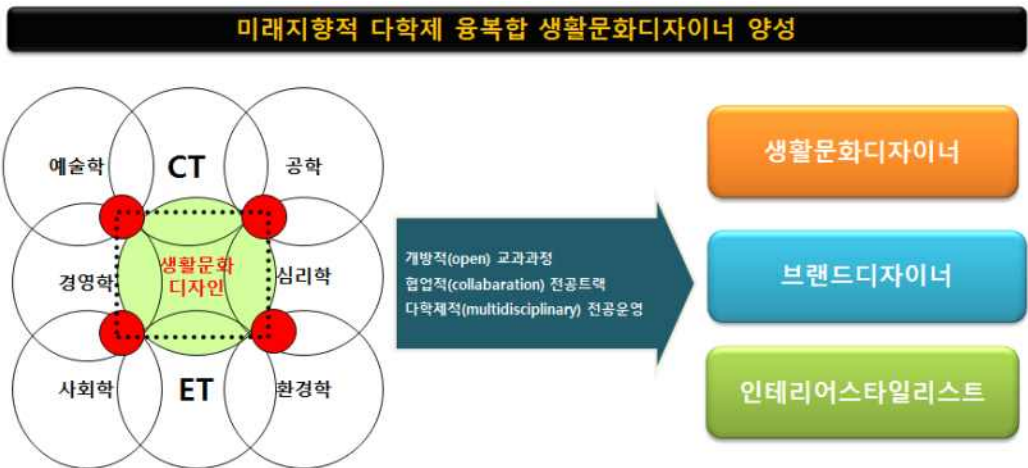 미래지향적 다학제 융복합 생활문화디자이너 양성
예술학
CT
공학
경영학
생활문화
디자인
심리학
사회학
ET
환경학
개방적(open) 교과과정
협업적(collabaration) 전공트랙
다학제적(multidisciplinary) 전공운영
생활문화디자이너
브랜드디자이너
인테리어스타일리스트